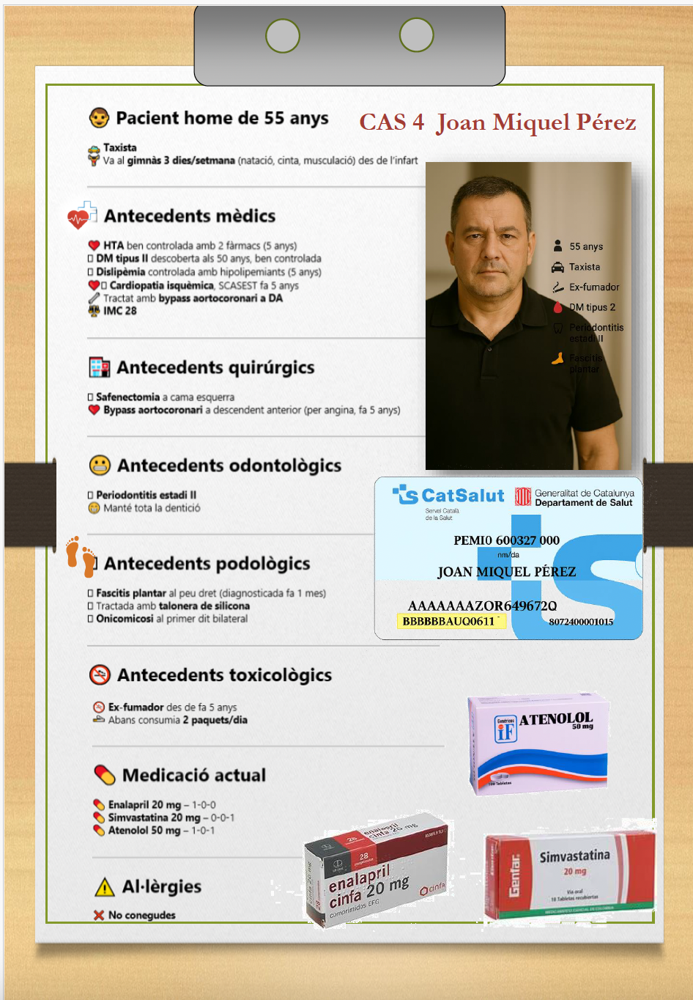 Pacient home de 55 anys
CAS 4 Joan Miquel Pérez
Taxista
Va al gimnàs 3 dies/setmana (natació, cinta, musculació) des de l'infart
Antecedents mèdics
HTA ben controlada amb 2 fàrmacs (5 anys)
DM tipus II descoberta als 50 anys, ben controlada
Dislipèmia controlada amb hipolipemiants (5 anys)
Cardiopatia isquèmica, SCASEST fa 5 anys
Tractat amb bypass aortocoronari a DA
IMC 28
55 anys
Taxista
Ex-fumador
DM tipus 2
Periodontitis
estadi II
Fascitis
plantar
Antecedents quirúrgics
Safenectomia a cama esquerra
Bypass aortocoronari a descendent anterior (per angina, fa 5 anys)
Antecedents odontològics
Periodontitis estadi II
Manté tota la dentició
CatSalut
Servei Català
de la Salut
Generalitat de Catalunya
Departament de Salut
PEMI0 600327 000
nm/da
JOAN MIQUEL PÉREZ
AAAAAAAZOR649672Q
BBBBBBAUQ0611
8072400001015
Antecedents podològics
Fascitis plantar al peu dret (diagnosticada fa 1 mes)
Tractada amb talonera de silicona
Onicomicosi al primer dit bilateral
Antecedents toxicològics
Ex-fumador des de fa 5 anys
Abans consumia 2 paquets/dia
Medicació actual
Enalapril 20 mg – 1-0-0
Simvastatina 20 mg – 0-0-1
Atenolol 50 mg – 1-0-1
Al·lèrgies
No conegudes
Genéricos
iF
ATENOLOL
50 mg
100 Tabletas
enalapril
cinfa 20 mg
28
28
comprimidos
enalapril
cinfa 20 mg
comprimidos EFG
cinfa
Genfar
Simvastatina
20 mg
Vía oral
10 Tabletas recubiertas
MEDICAMENTO ESENCIAL DE COLOMBIA